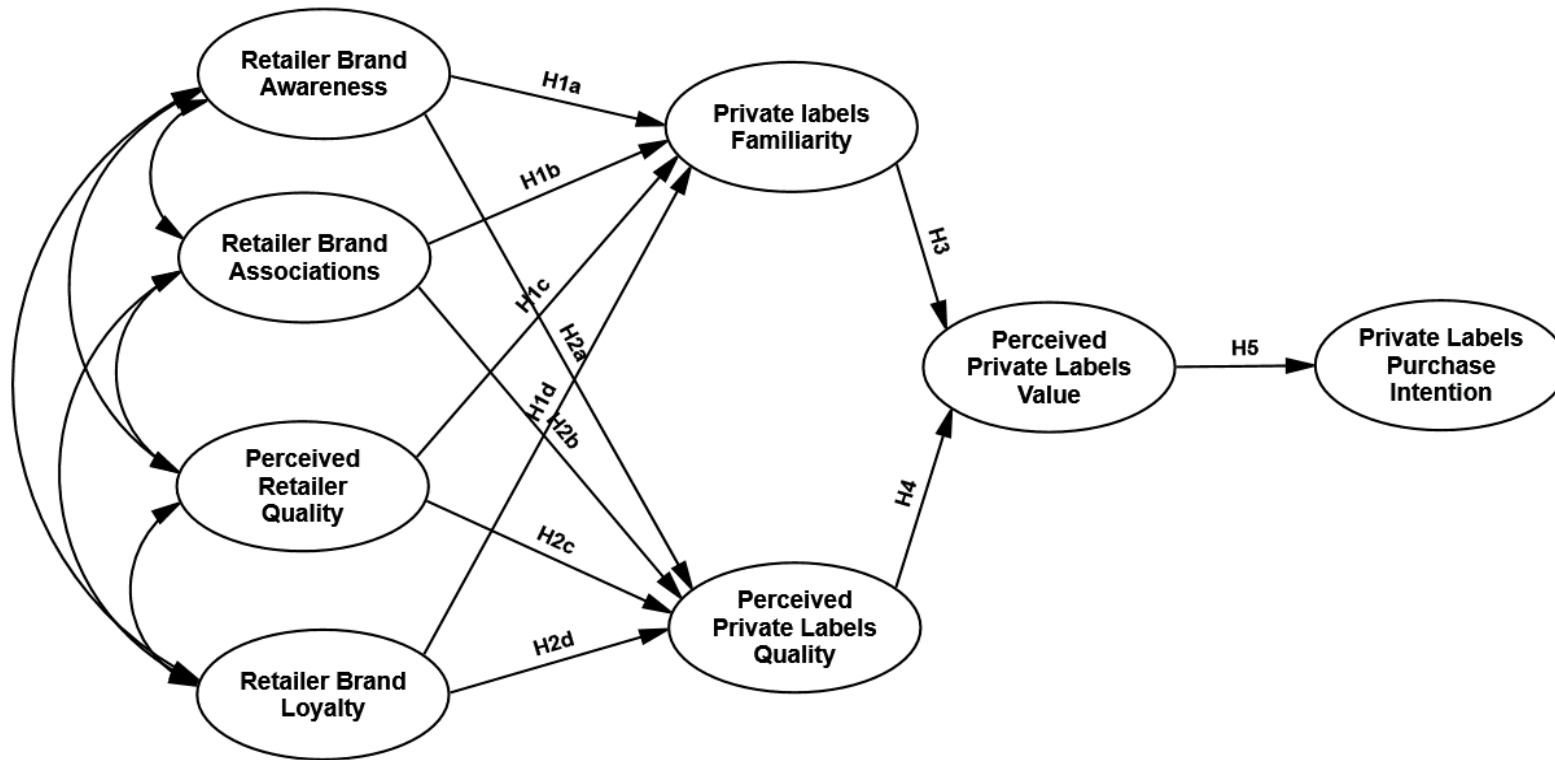 Retailer Brand
Awareness
H1a
Private labels
Familiarity
H1b
Retailer Brand
Associations
H3
H1c
H2a
Perceived
Private Labels
Value
H5
Private Labels
Purchase
Intention
H1d
H2b
Perceived
Retailer
Quality
H4
H2c
Perceived
Private Labels
Quality
H2d
Retailer Brand
Loyalty